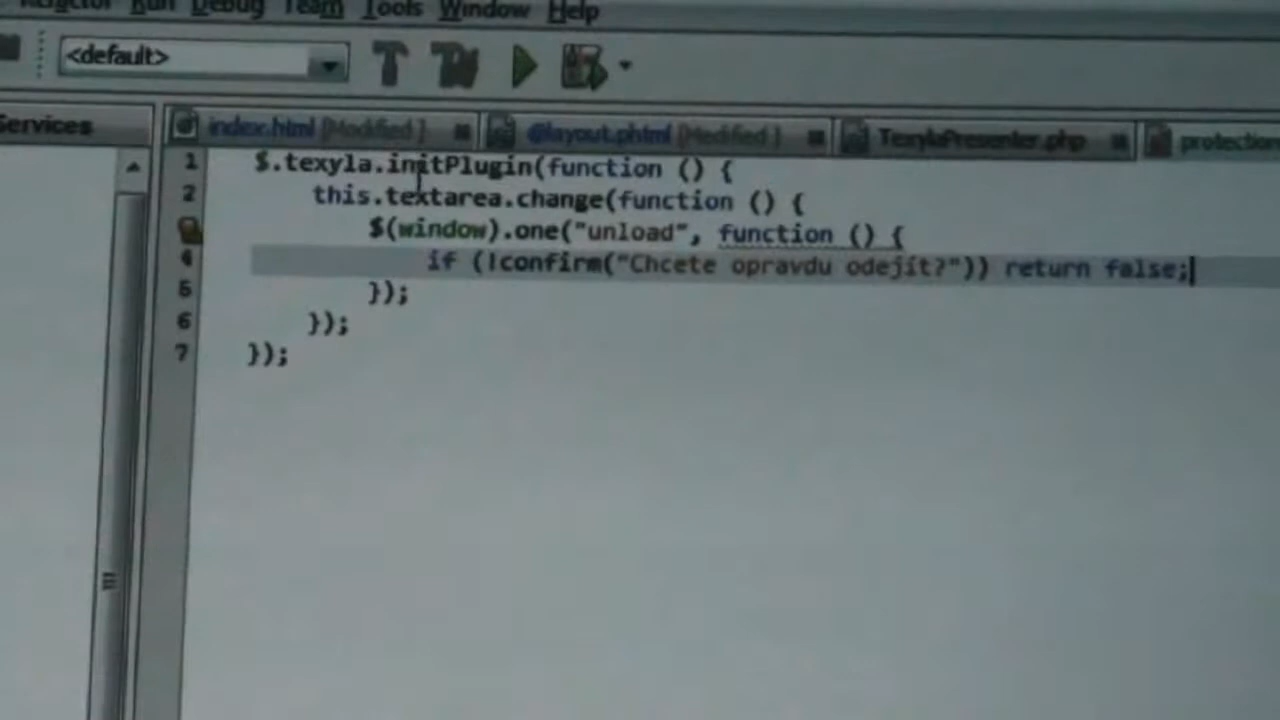 Refactor Run Debug Team Tools Window Help
<default>
Services
index.html [Modified] @layout.phtml [Modified] TexylaPresenter.php protection
1 $.texyla.initPlugin(function () {
2 this.textarea.change(function () {
$(window).one("unload", function () {
4 if (!confirm("Chcete opravdu odejít?")) return false;
5 });
6 });
7 });